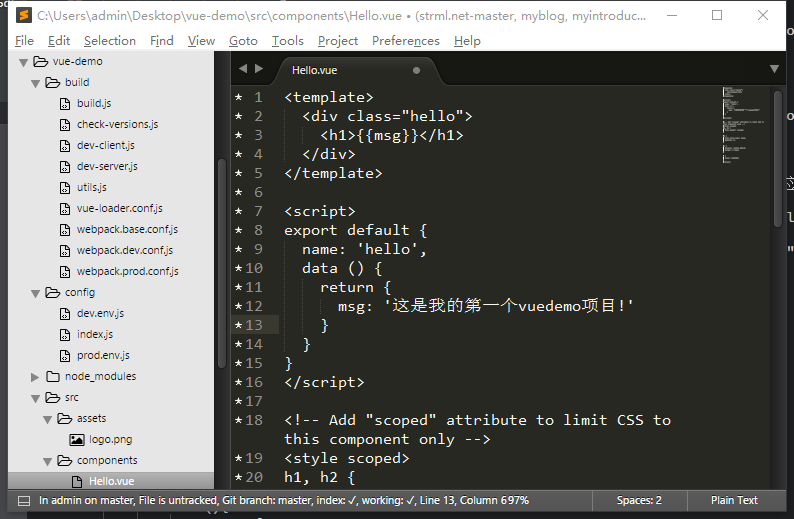 C:\Users\admin\Desktop\vue-demo\src\components\Hello.vue • (strml.net-master, myblog, myintroduc...
File Edit Selection Find View Goto Tools Project Preferences Help
vue-demo
build
build.js
check-versions.js
dev-client.js
dev-server.js
utils.js
vue-loader.conf.js
webpack.base.conf.js
webpack.dev.conf.js
webpack.prod.conf.js
config
dev.env.js
index.js
prod.env.js
node_modules
src
assets
logo.png
components
Hello.vue
Hello.vue
* 1 <template>
* 2 <div class="hello">
* 3 <h1>{{msg}}</h1>
* 4 </div>
* 5 </template>
* 6
* 7 <script>
* 8 export default {
* 9 name: 'hello',
* 10 data () {
* 11 return {
* 12 msg: '这是我的第一个vuedemo项目!'
* 13 }
* 14 }
* 15 }
* 16 </script>
* 17
* 18 <!-- Add "scoped" attribute to limit CSS to
this component only -->
* 19 <style scoped>
* 20 h1, h2 {
In admin on master, File is untracked, Git branch: master, index: ✓, working: ✓, Line 13, Column 697% Spaces: 2 Plain Text